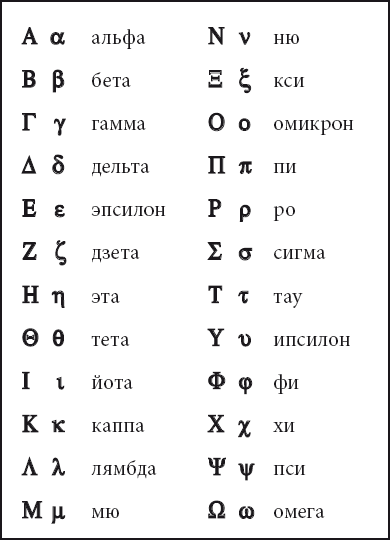 Α α альфа
Β β бета
Γ γ гамма
Δ δ дельта
Ε ε эпсилон
Ζ ζ дзета
Η η эта
Θ θ тета
Ι ι йота
Κ κ каппа
Λ λ лямбда
Μ μ мю
Ν ν ню
Ξ ξ кси
Ο ο омикрон
Π π пи
Ρ ρ ро
Σ σ сигма
Τ τ тау
Υ υ ипсилон
Φ φ фи
Χ χ хи
Ψ ψ пси
Ω ω омега